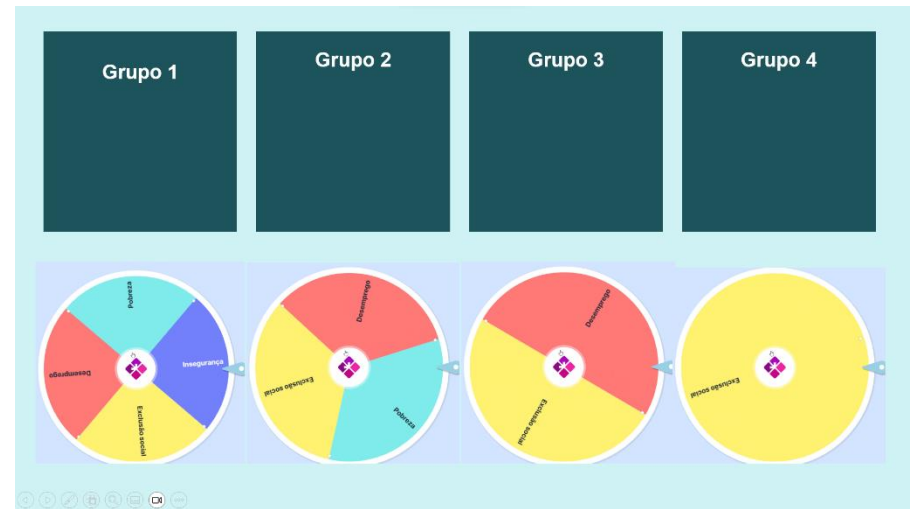 Grupo 1
Grupo 2
Grupo 3
Grupo 4
Pobreza
Insegurança
Exclusão social
Desemprego
Desemprego
Pobreza
Exclusão social
Desemprego
Exclusão social
Exclusão social